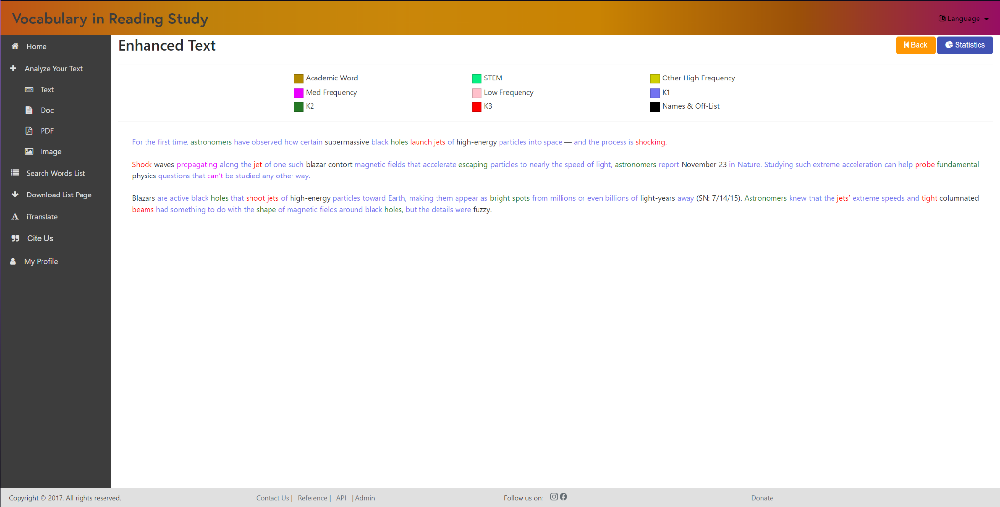 Vocabulary in Reading Study
Language
Home
Analyze Your Text
Text
Doc
PDF
Image
Search Words List
Download List Page
iTranslate
Cite Us
My Profile
Enhanced Text
Back
Statistics
Academic Word
STEM
Other High Frequency
Med Frequency
Low Frequency
K1
K2
K3
Names & Off-List
For the first time, astronomers have observed how certain supermassive black holes launch jets of high-energy particles into space — and the process is shocking.
Shock waves propagating along the jet of one such blazar contort magnetic fields that accelerate escaping particles to nearly the speed of light, astronomers report November 23 in Nature. Studying such extreme acceleration can help probe fundamental
physics questions that can't be studied any other way.
Blazars are active black holes that shoot jets of high-energy particles toward Earth, making them appear as bright spots from millions or even billions of light-years away (SN: 7/14/15). Astronomers knew that the jets’ extreme speeds and tight columnated
beams had something to do with the shape of magnetic fields around black holes, but the details were fuzzy.
Copyright © 2017. All rights reserved.
Contact Us | Reference | API | Admin
Follow us on:
Donate